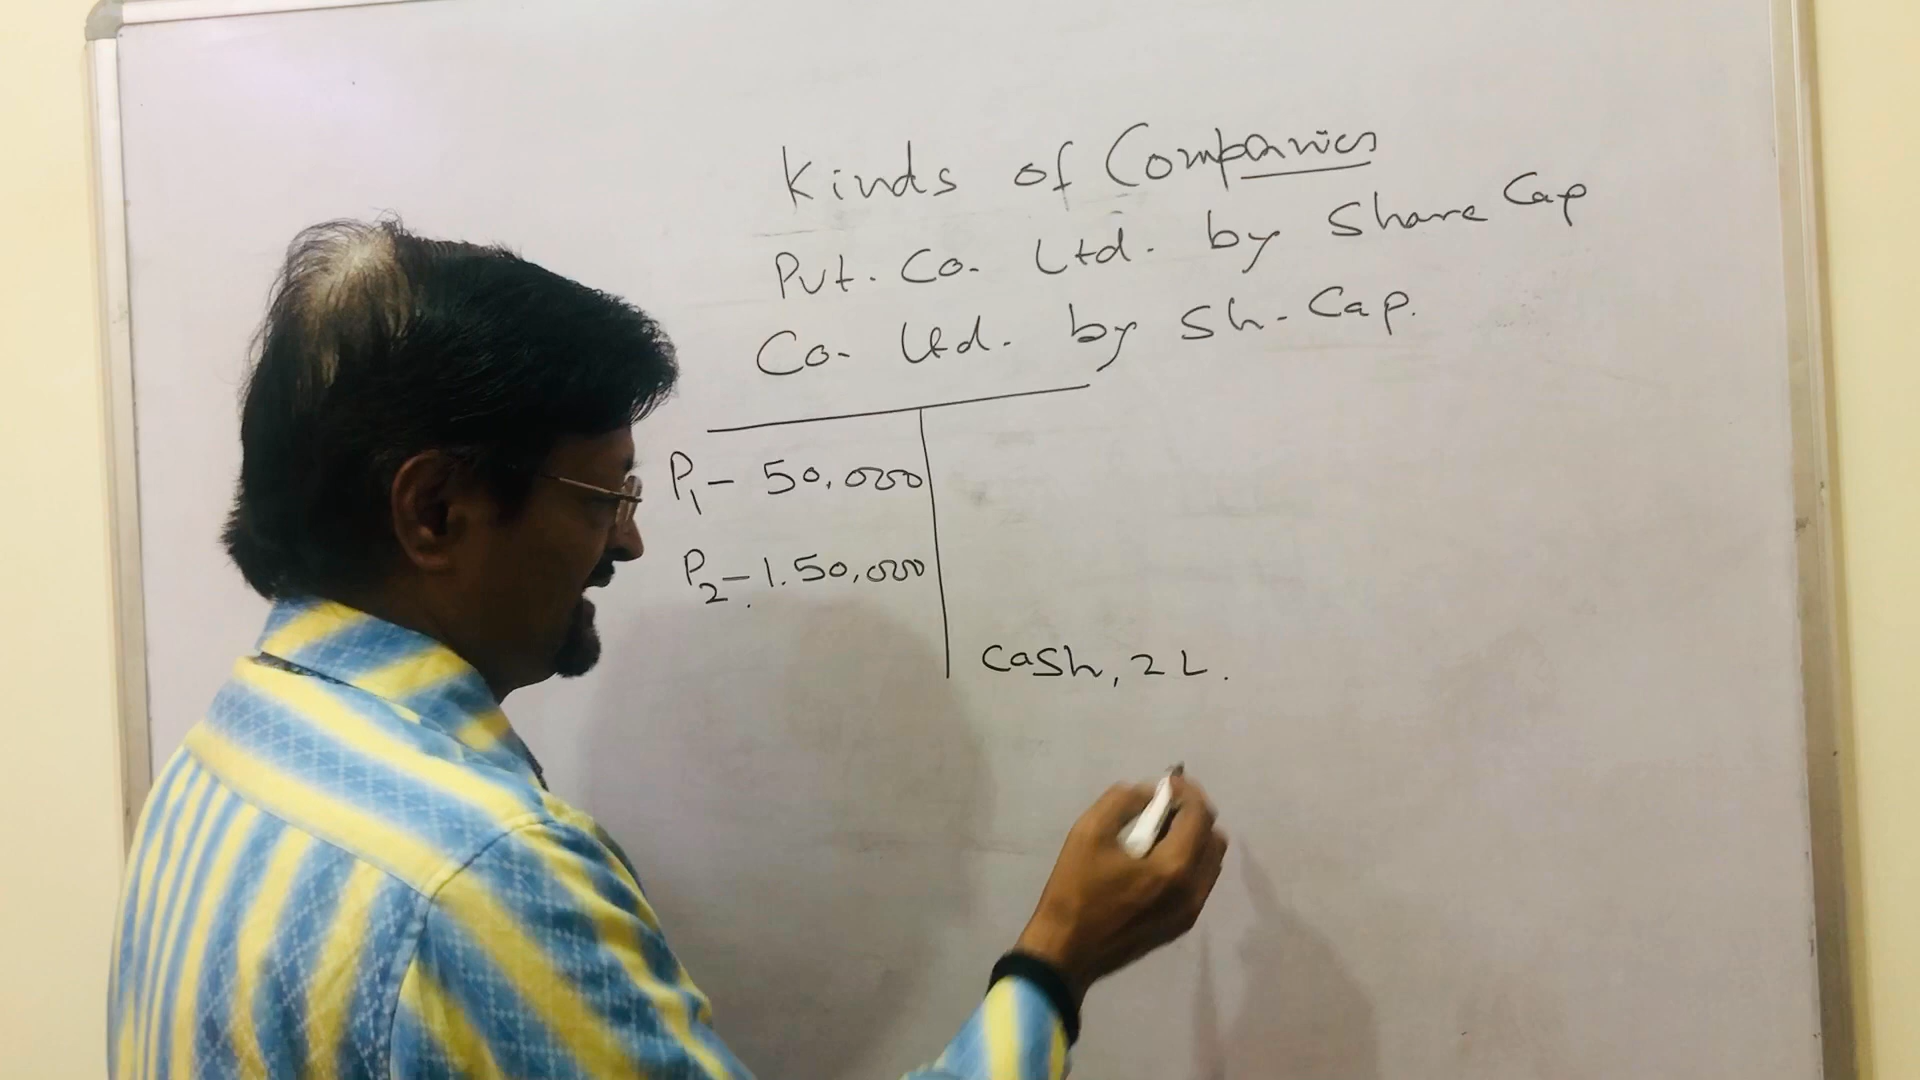 Kinds of Companies
Pvt. Co. Ltd. by Share Cap
Co. Ltd. by Sh. Cap.
P1 - 50,000
P2 - 1.50,000
Cash, 2 L.